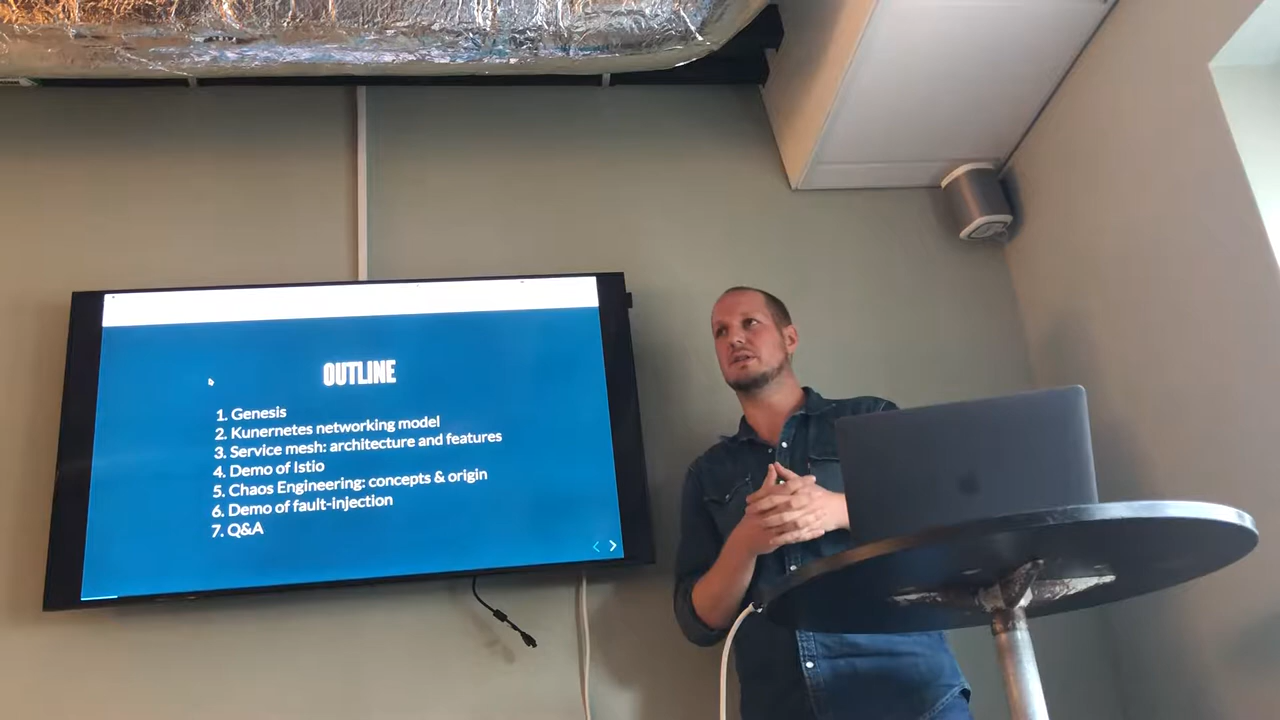 OUTLINE
1. Genesis
2. Kunernetes networking model
3. Service mesh: architecture and features
4. Demo of Istio
5. Chaos Engineering: concepts & origin
6. Demo of fault-injection
7. Q&A